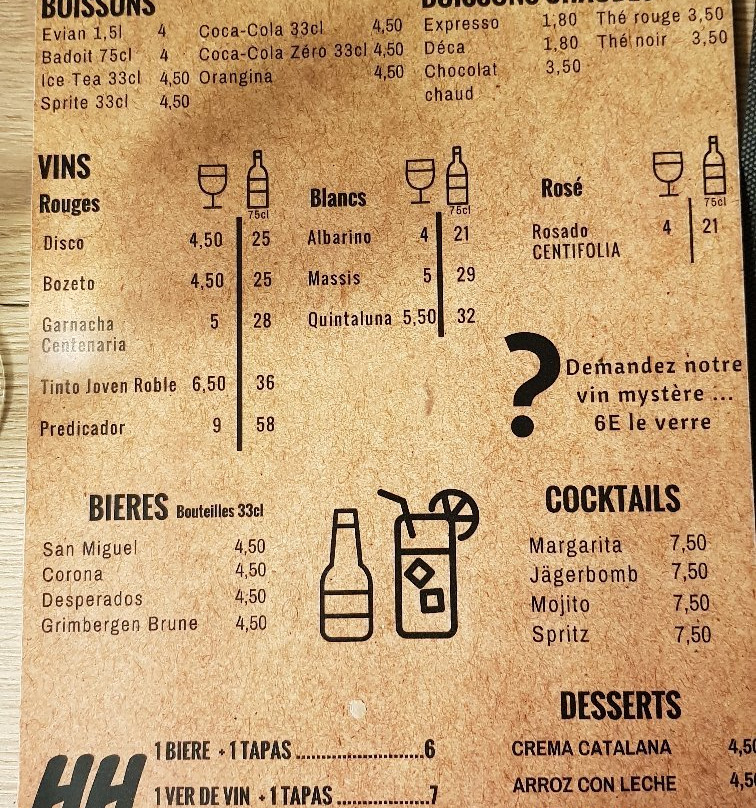 BOISSONS
Evian 1,5l 4
Badoit 75cl 4
Ice Tea 33cl 4,50
Sprite 33cl 4,50
Coca-Cola 33cl 4,50
Coca-Cola Zéro 33cl 4,50
Orangina 4,50
BOISSONS CHAUDES
Expresso 1,80
Déca 1,80
Chocolat 3,50
chaud
Thé rouge 3,50
Thé noir 3,50
VINS
Rouges 75cl
Disco 4,50 25
Bozeto 4,50 25
Garnacha 5 28
Centenaria
Tinto Joven Roble 6,50 36
Predicador 9 58
Blancs 75cl
Albarino 4 21
Massis 5 29
Quintaluna 5,50 32
Rosé 75cl
Rosado 4 21
CENTIFOLIA
? Demandez notre
vin mystère ...
6E le verre
BIERES Bouteilles 33cl
San Miguel 4,50
Corona 4,50
Desperados 4,50
Grimbergen Brune 4,50
COCKTAILS
Margarita 7,50
Jägerbomb 7,50
Mojito 7,50
Spritz 7,50
HH
1 BIERE + 1 TAPAS ........................6
1 VER DE VIN + 1 TAPAS .................7
DESSERTS
CREMA CATALANA 4,50
ARROZ CON LECHE 4,50